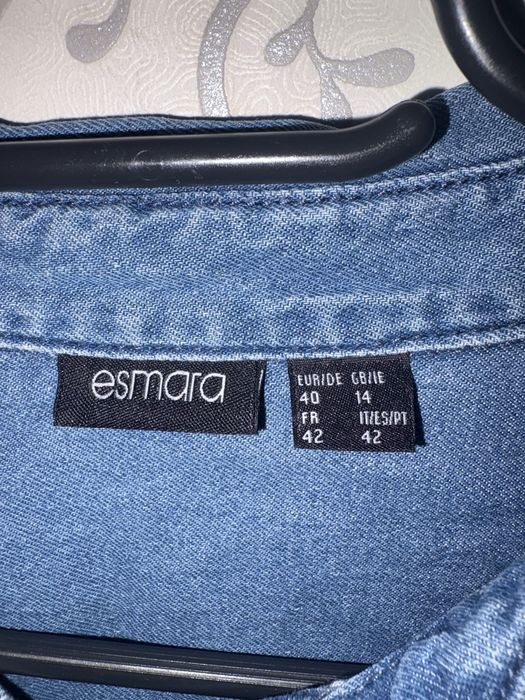 esmara
EUR/DE GB/IE
40 14
FR IT/ES/PT
42 42